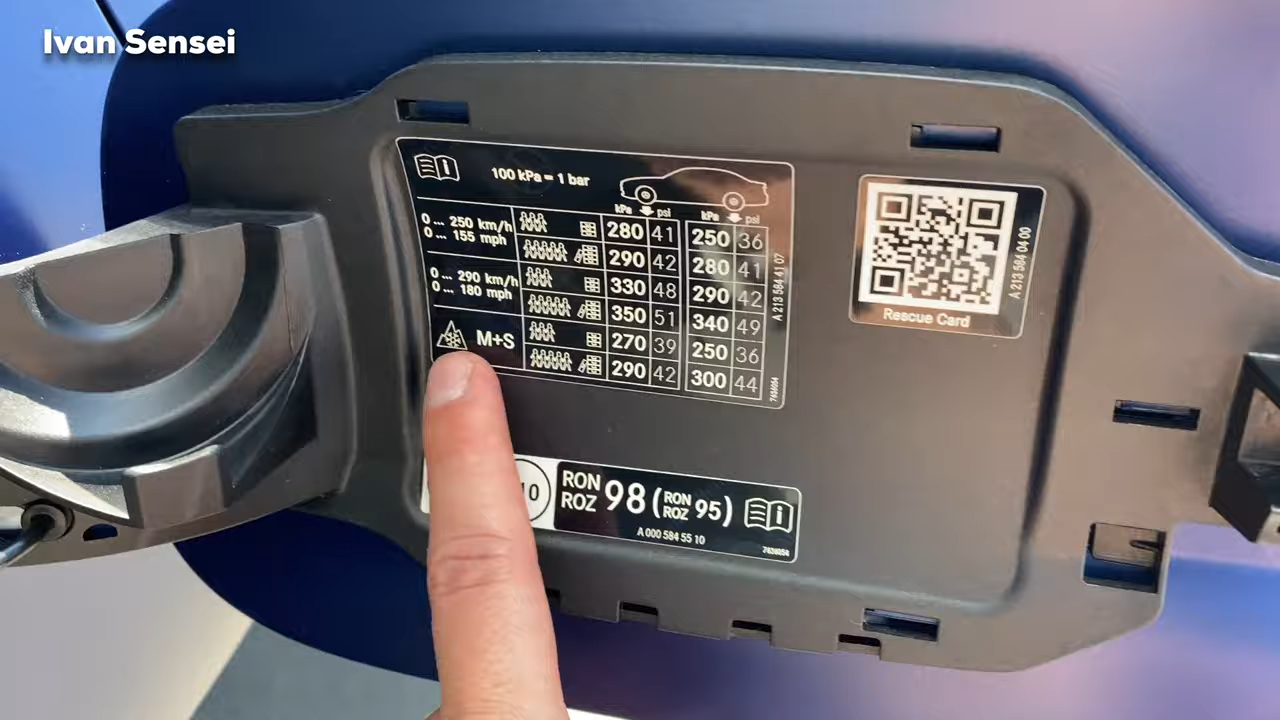 Ivan Sensei
100 kPa = 1 bar
kPa psi kPa psi
0 ... 250 km/h 280 41 250 36
0 ... 155 mph 290 42 280 41
0 ... 290 km/h 330 48 290 42
0 ... 180 mph 350 51 340 49
M+S 270 39 250 36
290 42 300 44
A 213 584 41 07
Rescue Card
A 213 584 04 00
10
RON
ROZ 98 (RON
ROZ 95)
A 000 584 55 10